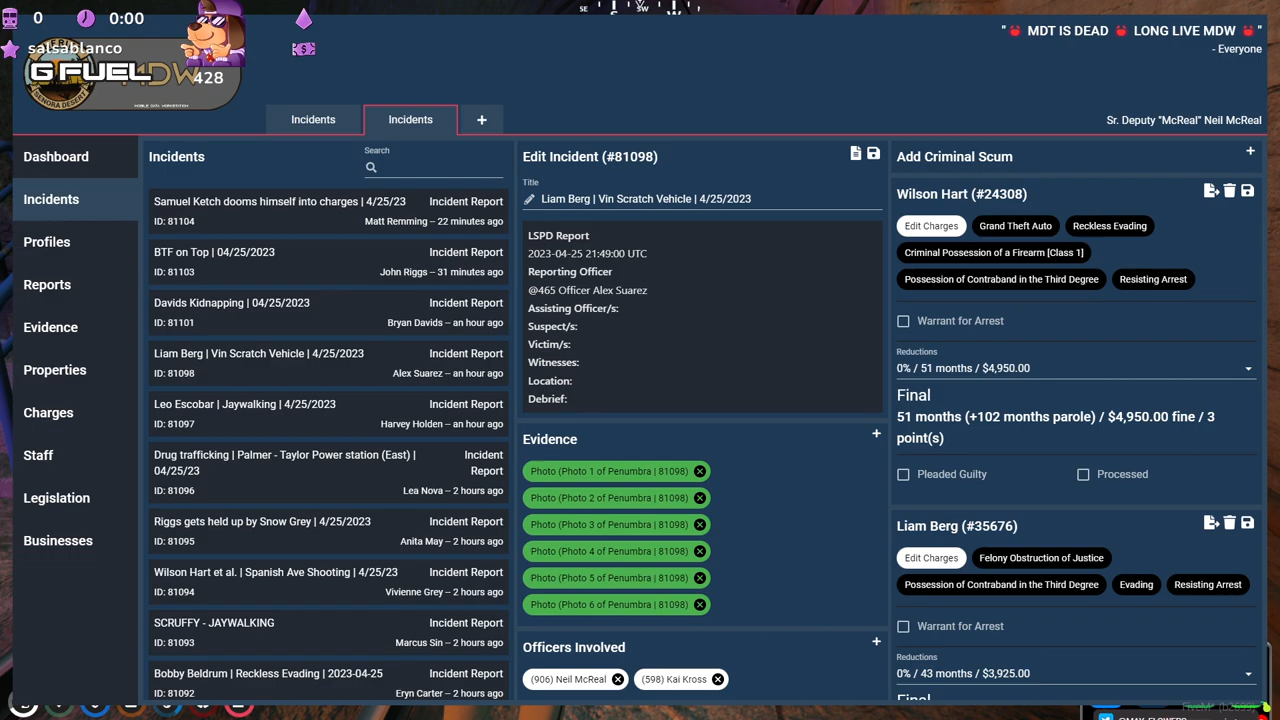 SE SW W
0 0:00
salsablanco
G FUEL MDW 428
SENORA DESERT
MOBILE DATA WORKSTATION
" MDT IS DEAD LONG LIVE MDW "
- Everyone
Incidents Incidents +
Sr. Deputy "McReal" Neil McReal
Dashboard
Incidents
Profiles
Reports
Evidence
Properties
Charges
Staff
Legislation
Businesses
Incidents
Search
Samuel Ketch dooms himself into charges | 4/25/23 Incident Report
ID: 81104 Matt Remming – 22 minutes ago
BTF on Top | 04/25/2023 Incident Report
ID: 81103 John Riggs – 31 minutes ago
Davids Kidnapping | 04/25/2023 Incident Report
ID: 81101 Bryan Davids – an hour ago
Liam Berg | Vin Scratch Vehicle | 4/25/2023 Incident Report
ID: 81098 Alex Suarez – an hour ago
Leo Escobar | Jaywalking | 4/25/2023 Incident Report
ID: 81097 Harvey Holden – an hour ago
Drug trafficking | Palmer - Taylor Power station (East) | Incident
04/25/23 Report
ID: 81096 Lea Nova – 2 hours ago
Riggs gets held up by Snow Grey | 4/25/2023 Incident Report
ID: 81095 Anita May – 2 hours ago
Wilson Hart et al. | Spanish Ave Shooting | 4/25/23 Incident Report
ID: 81094 Vivienne Grey – 2 hours ago
SCRUFFY - JAYWALKING Incident Report
ID: 81093 Marcus Sin – 2 hours ago
Bobby Beldrum | Reckless Evading | 2023-04-25 Incident Report
ID: 81092 Eryn Carter – 2 hours ago
Edit Incident (#81098)
Title
Liam Berg | Vin Scratch Vehicle | 4/25/2023
LSPD Report
2023-04-25 21:49:00 UTC
Reporting Officer
@465 Officer Alex Suarez
Assisting Officer/s:
Suspect/s:
Victim/s:
Witnesses:
Location:
Debrief:
Evidence +
Photo (Photo 1 of Penumbra | 81098)
Photo (Photo 2 of Penumbra | 81098)
Photo (Photo 3 of Penumbra | 81098)
Photo (Photo 4 of Penumbra | 81098)
Photo (Photo 5 of Penumbra | 81098)
Photo (Photo 6 of Penumbra | 81098)
Officers Involved +
(906) Neil McReal (598) Kai Kross
Add Criminal Scum +
Wilson Hart (#24308)
Edit Charges Grand Theft Auto Reckless Evading
Criminal Possession of a Firearm [Class 1]
Possession of Contraband in the Third Degree Resisting Arrest
Warrant for Arrest
Reductions
0% / 51 months / $4,950.00
Final
51 months (+102 months parole) / $4,950.00 fine / 3
point(s)
Pleaded Guilty Processed
Liam Berg (#35676)
Edit Charges Felony Obstruction of Justice
Possession of Contraband in the Third Degree Evading Resisting Arrest
Warrant for Arrest
Reductions
0% / 43 months / $3,925.00
Final